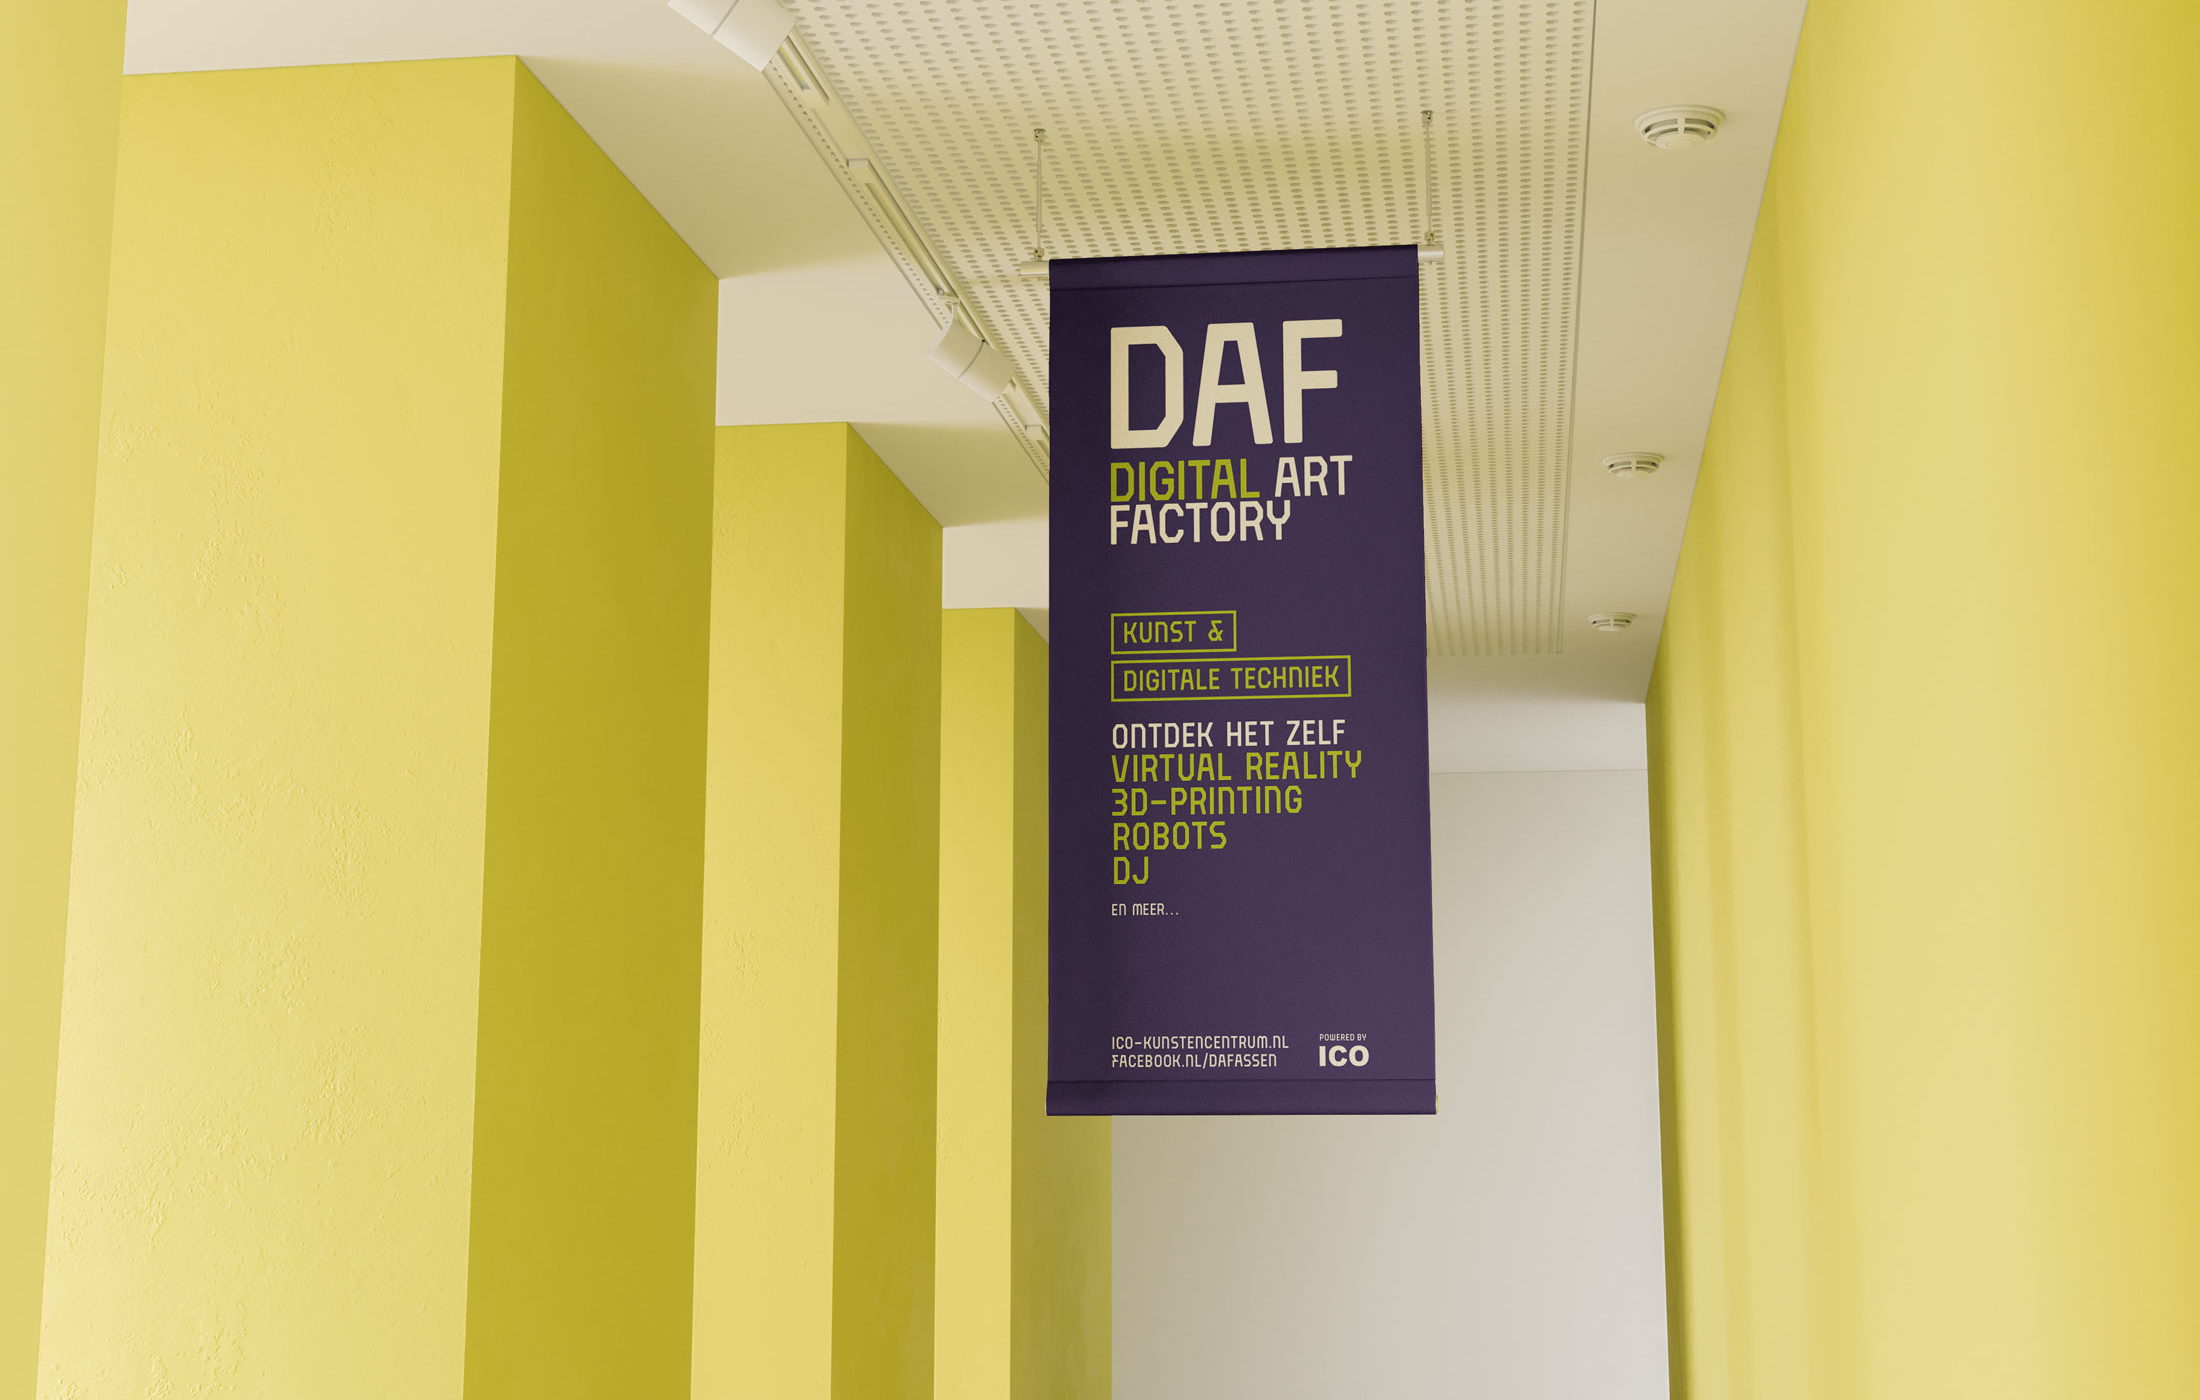 DAF
DIGITAL ART
FACTORY
KUNST &
DIGITALE TECHNIEK
ONTDEK HET ZELF
VIRTUAL REALITY
3D-PRINTING
ROBOTS
DJ
EN MEER...
ICO-KUNSTENCENTRUM.NL
FACEBOOK.NL/DAFASSEN
POWERED BY
ICO